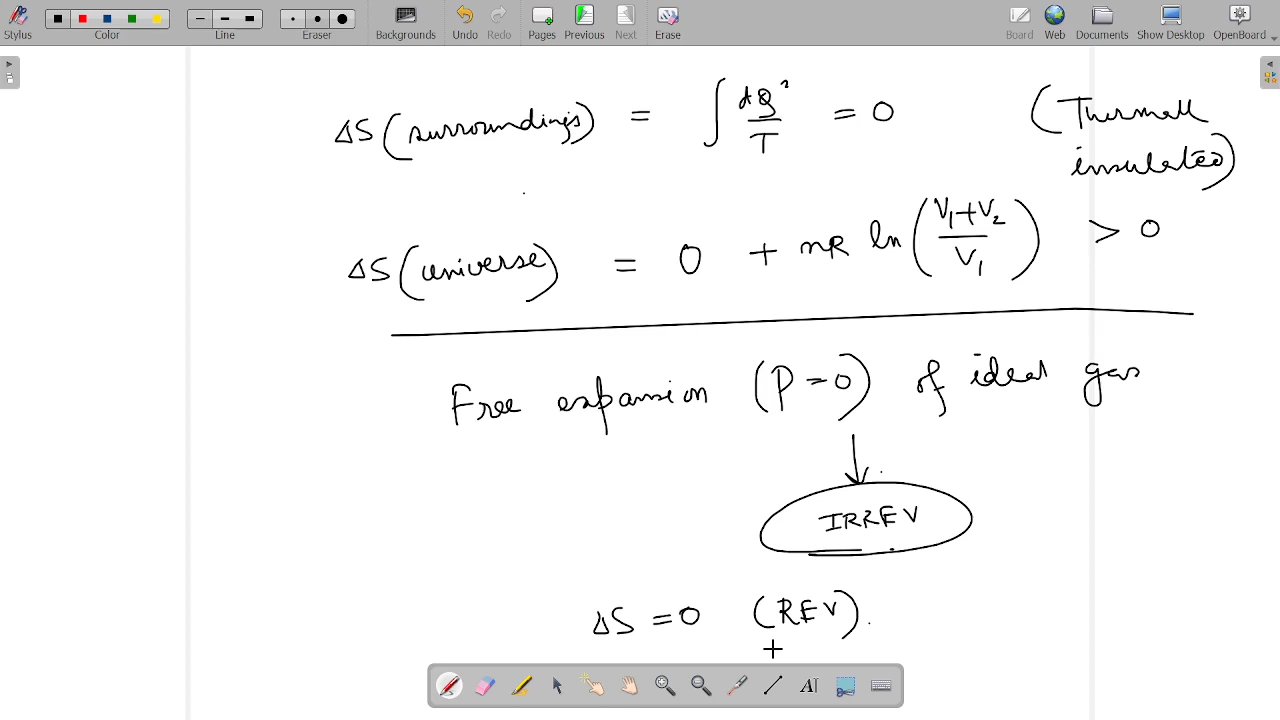 Stylus Color Line Eraser Backgrounds Undo Redo Pages Previous Next Erase Board Web Documents Show Desktop OpenBoard
ΔS (surroundings) = ∫ dQ/T = 0 (Thermall
insulated)
ΔS (universe) = 0 + nR ln ((V₁+V₂)/V₁) > 0
Free expansion (P=0) of ideal gas
↓
IRREV
ΔS = 0 (REV).